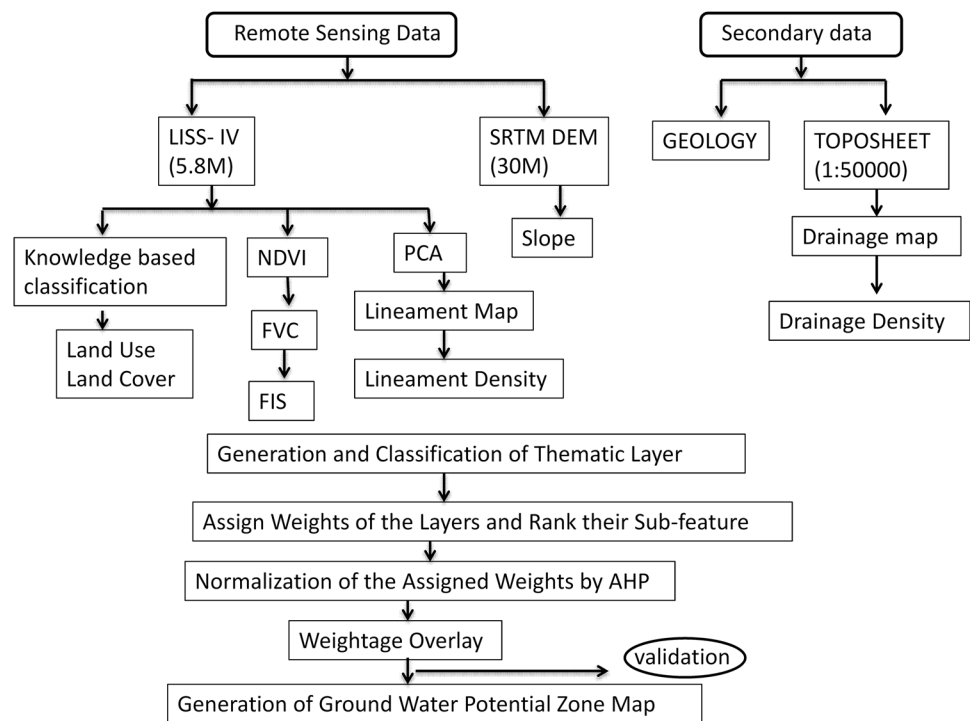 Remote Sensing Data
Secondary data
LISS- IV
(5.8M)
SRTM DEM
(30M)
GEOLOGY
TOPOSHEET
(1:50000)
Knowledge based
classification
NDVI
PCA
Slope
Drainage map
Land Use
Land Cover
FVC
Lineament Map
Drainage Density
FIS
Lineament Density
Generation and Classification of Thematic Layer
Assign Weights of the Layers and Rank their Sub-feature
Normalization of the Assigned Weights by AHP
Weightage Overlay
validation
Generation of Ground Water Potential Zone Map